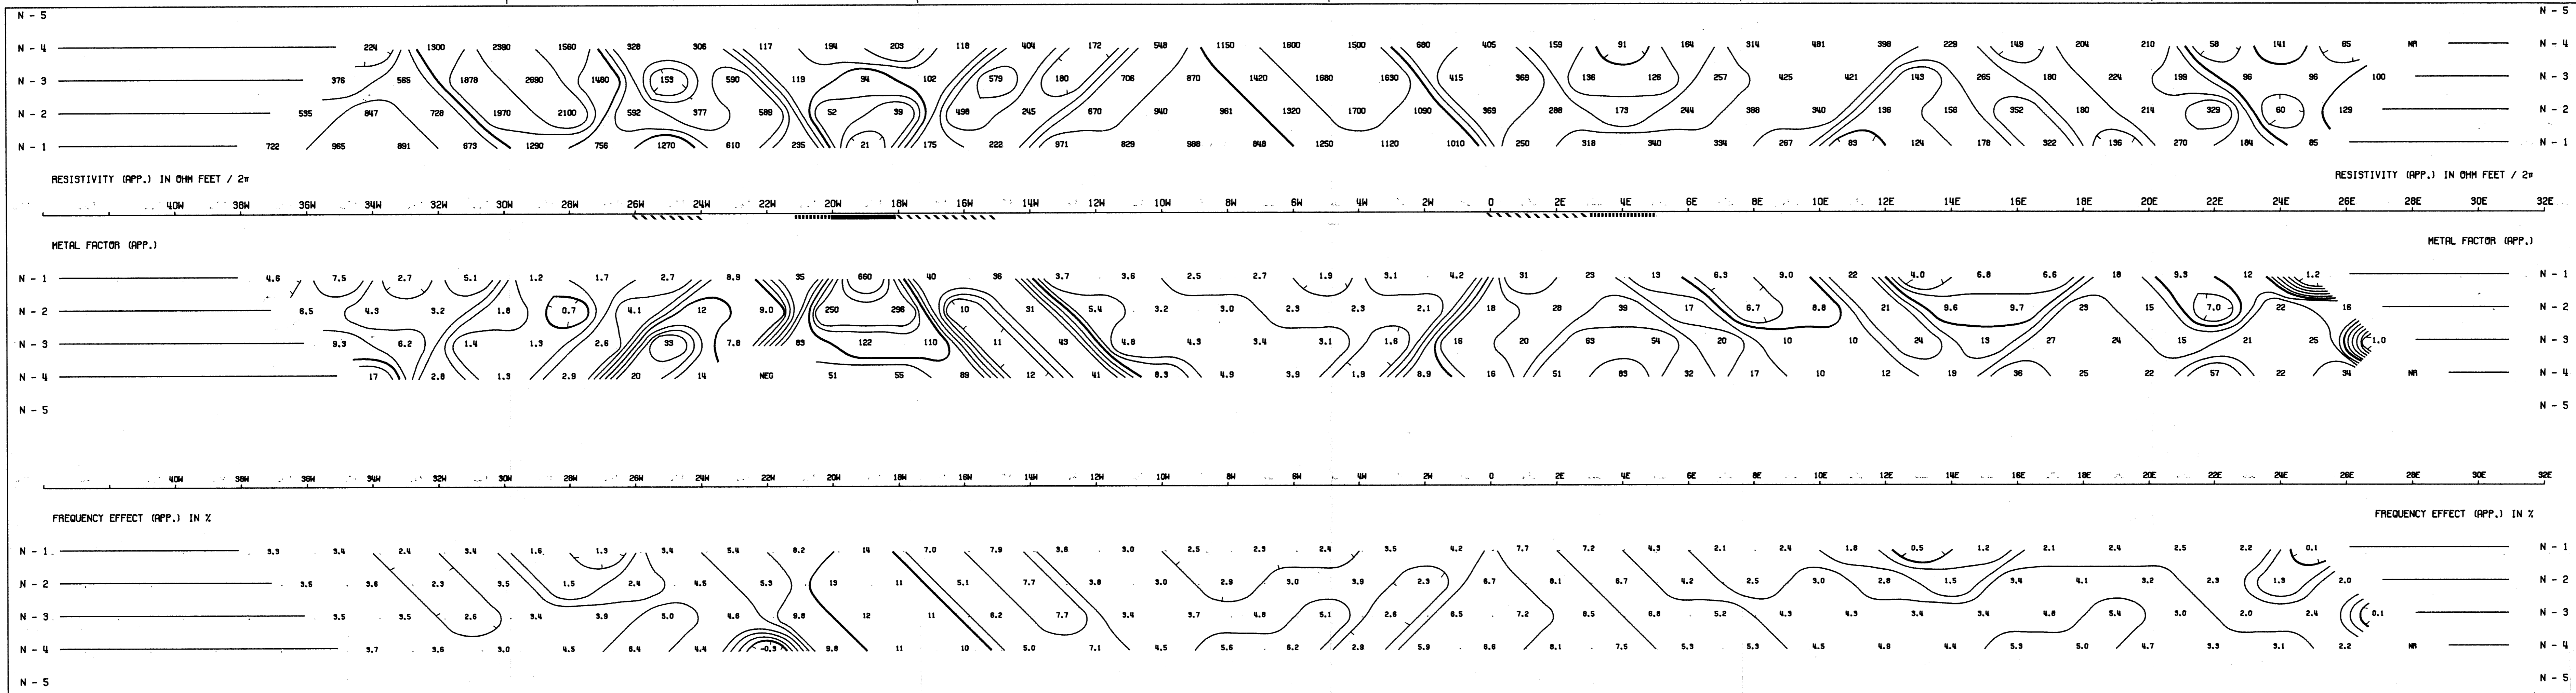 N - 5 N - 5
N - 4 224 1300 2390 1560 328 306 117 194 203 118 404 172 548 1150 1600 1500 680 405 159 91 164 314 481 398 229 149 204 210 58 141 65 NR N - 4
N - 3 376 565 1878 2690 1480 153 590 119 94 102 579 180 706 870 1420 1680 1630 415 369 136 126 257 425 421 143 265 180 224 199 96 96 100 N - 3
N - 2 535 847 728 1970 2100 592 377 589 52 39 498 245 670 940 961 1320 1700 1090 369 288 173 244 388 340 136 156 352 180 214 329 60 129 N - 2
N - 1 722 965 891 673 1290 756 1270 610 235 21 175 222 971 829 988 848 1250 1120 1010 250 318 340 334 267 83 124 178 322 136 270 184 85 N - 1
RESISTIVITY (APP.) IN OHM FEET / 2π RESISTIVITY (APP.) IN OHM FEET / 2π
40W 38W 36W 34W 32W 30W 28W 26W 24W 22W 20W 18W 16W 14W 12W 10W 8W 6W 4W 2W 0 2E 4E 6E 8E 10E 12E 14E 16E 18E 20E 22E 24E 26E 28E 30E 32E
METAL FACTOR (APP.) METAL FACTOR (APP.)
N - 1 4.6 7.5 2.7 5.1 1.2 1.7 2.7 8.9 35 660 40 36 3.7 3.6 2.5 2.7 1.9 3.1 4.2 31 23 13 6.3 9.0 22 4.0 6.8 6.6 18 9.3 12 1.2 N - 1
N - 2 6.5 4.3 3.2 1.8 0.7 4.1 12 9.0 250 296 10 31 5.4 3.2 3.0 2.3 2.3 2.1 18 28 39 17 6.7 8.8 21 9.6 9.7 23 15 7.0 22 16 N - 2
N - 3 9.3 6.2 1.4 1.3 2.6 33 7.8 83 122 110 11 43 4.8 4.3 3.4 3.1 1.6 16 20 63 54 20 10 10 24 13 27 24 15 21 25 1.0 N - 3
N - 4 17 2.8 1.3 2.9 20 14 NEG 51 55 89 12 41 8.3 4.9 3.9 1.9 8.9 16 51 83 32 17 10 12 19 36 25 22 57 22 34 NR N - 4
N - 5 N - 5
40W 38W 36W 34W 32W 30W 28W 26W 24W 22W 20W 18W 16W 14W 12W 10W 8W 6W 4W 2W 0 2E 4E 6E 8E 10E 12E 14E 16E 18E 20E 22E 24E 26E 28E 30E 32E
FREQUENCY EFFECT (APP.) IN % FREQUENCY EFFECT (APP.) IN %
N - 1 3.3 3.4 2.4 3.4 1.6 1.3 3.4 5.4 8.2 14 7.0 7.9 3.6 3.0 2.5 2.3 2.4 3.5 4.2 7.7 7.2 4.3 2.1 2.4 1.8 0.5 1.2 2.1 2.4 2.5 2.2 0.1 N - 1
N - 2 3.5 3.6 2.3 3.5 1.5 2.4 4.5 5.3 13 11 5.1 7.7 3.8 3.0 2.9 3.0 3.9 2.3 6.7 8.1 6.7 4.2 2.5 3.0 2.8 1.5 3.4 4.1 3.2 2.3 1.3 2.0 N - 2
N - 3 3.5 3.5 2.6 3.4 3.9 5.0 4.6 9.8 12 11 6.2 7.7 3.4 3.7 4.8 5.1 2.6 6.5 7.2 8.5 6.8 5.2 4.3 4.3 3.4 3.4 4.8 5.4 3.0 2.0 2.4 0.1 N - 3
N - 4 3.7 3.6 3.0 4.5 6.4 4.4 -0.3 9.8 11 10 5.0 7.1 4.5 5.6 6.2 2.9 5.9 6.6 8.1 7.5 5.3 5.3 4.5 4.9 4.4 5.3 5.0 4.7 3.3 3.1 2.2 NR N - 4
N - 5 N - 5